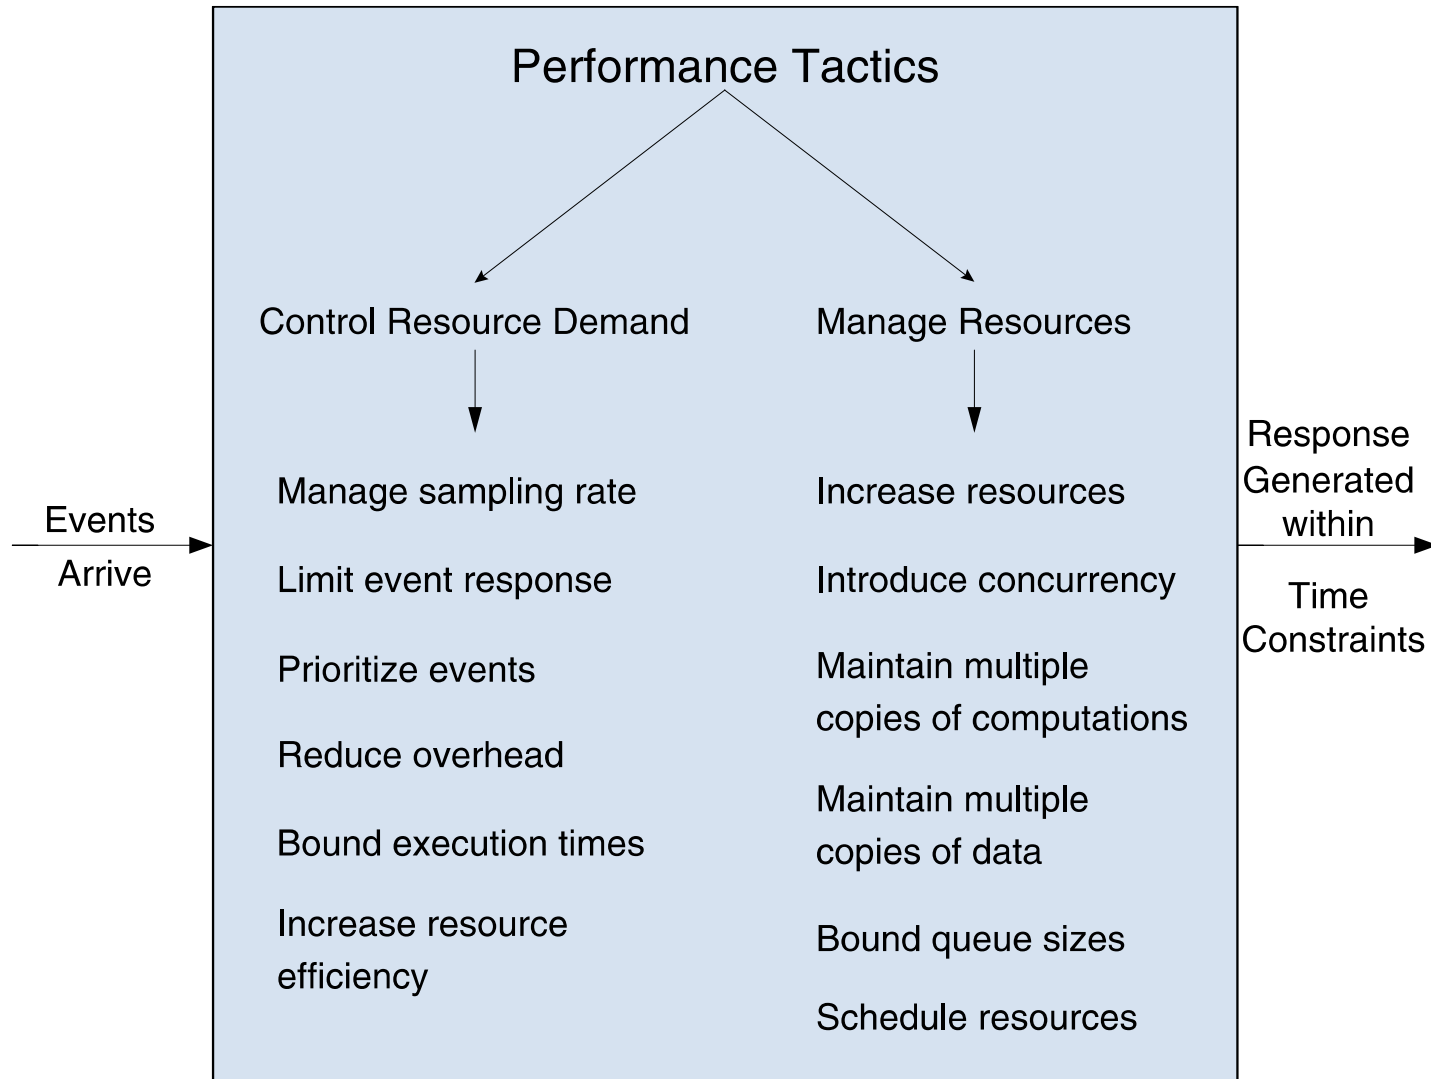 Performance Tactics
Control Resource Demand
Manage sampling rate
Limit event response
Prioritize events
Reduce overhead
Bound execution times
Increase resource
efficiency
Manage Resources
Increase resources
Introduce concurrency
Maintain multiple
copies of computations
Maintain multiple
copies of data
Bound queue sizes
Schedule resources
Events
Arrive
Response
Generated
within
Time
Constraints